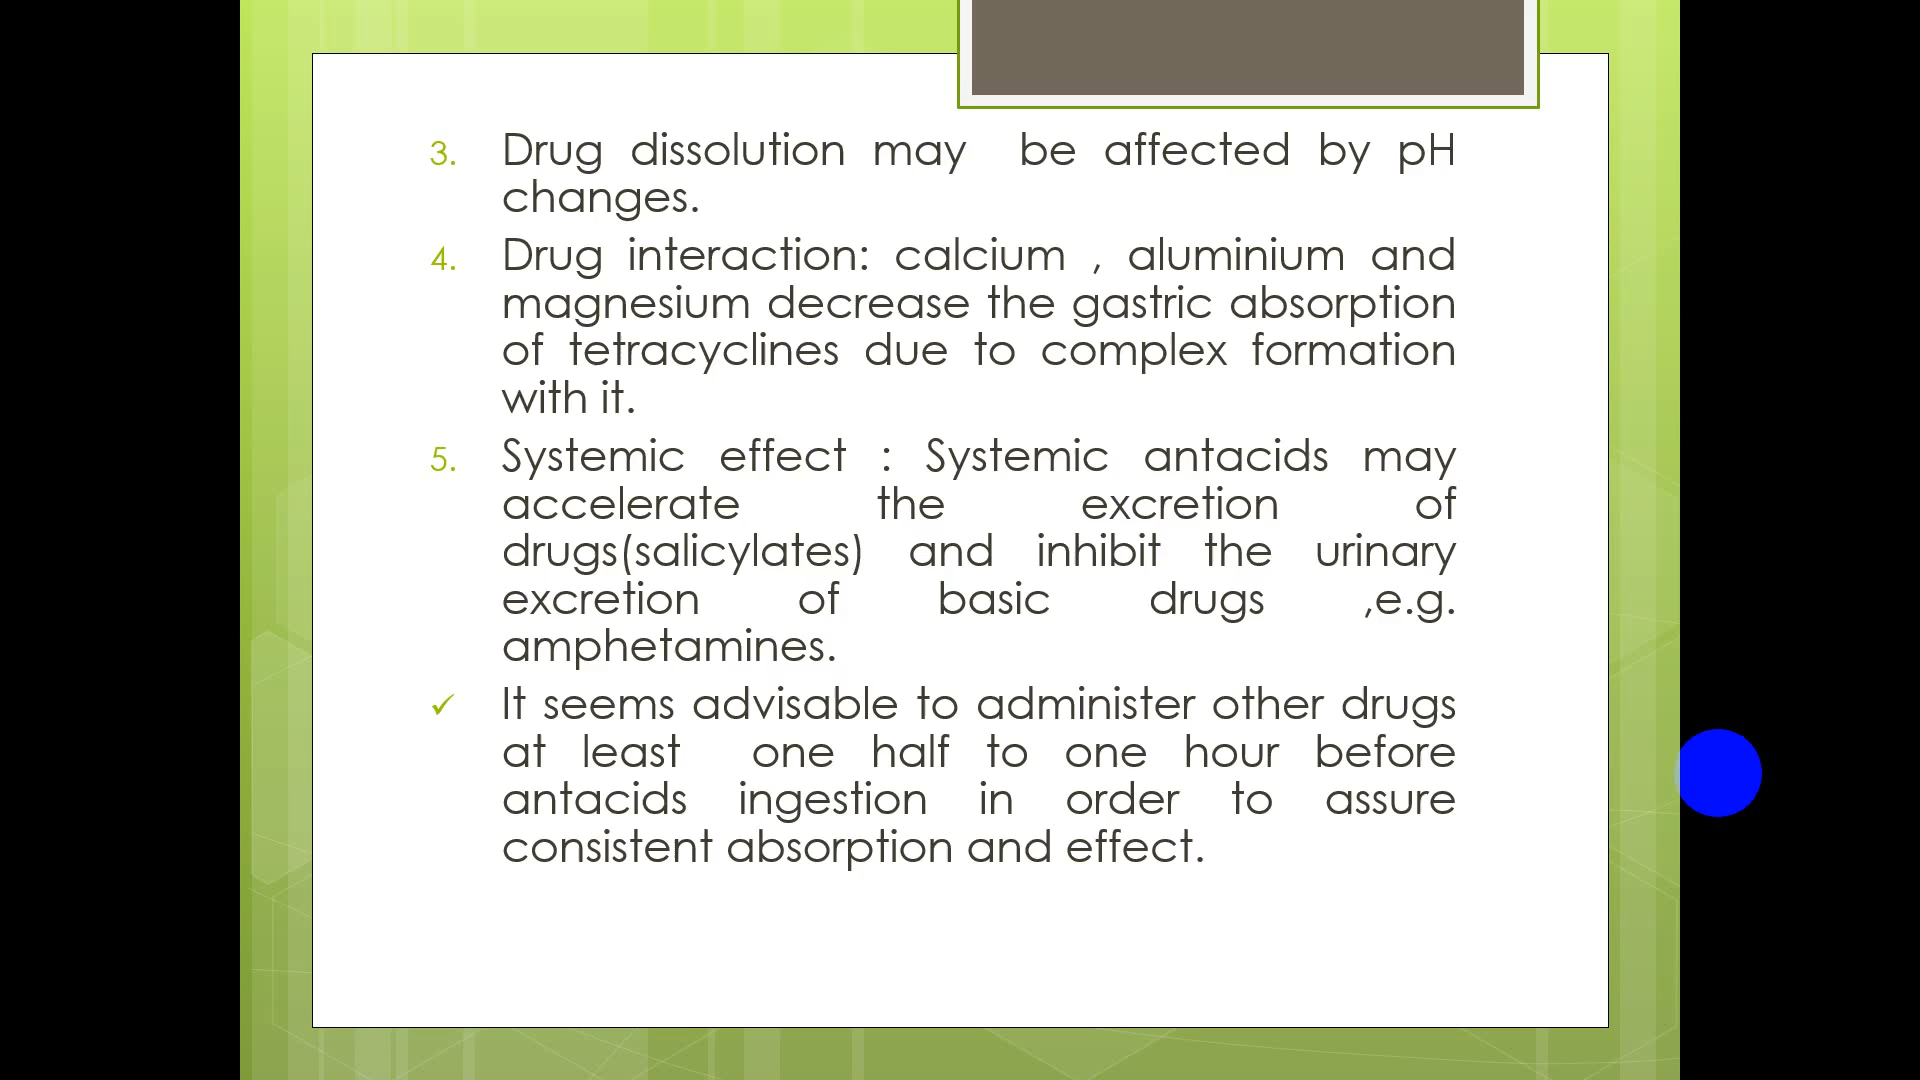 3. Drug dissolution may be affected by pH
changes.
4. Drug interaction: calcium , aluminium and
magnesium decrease the gastric absorption
of tetracyclines due to complex formation
with it.
5. Systemic effect : Systemic antacids may
accelerate the excretion of
drugs(salicylates) and inhibit the urinary
excretion of basic drugs ,e.g.
amphetamines.
✓ It seems advisable to administer other drugs
at least one half to one hour before
antacids ingestion in order to assure
consistent absorption and effect.